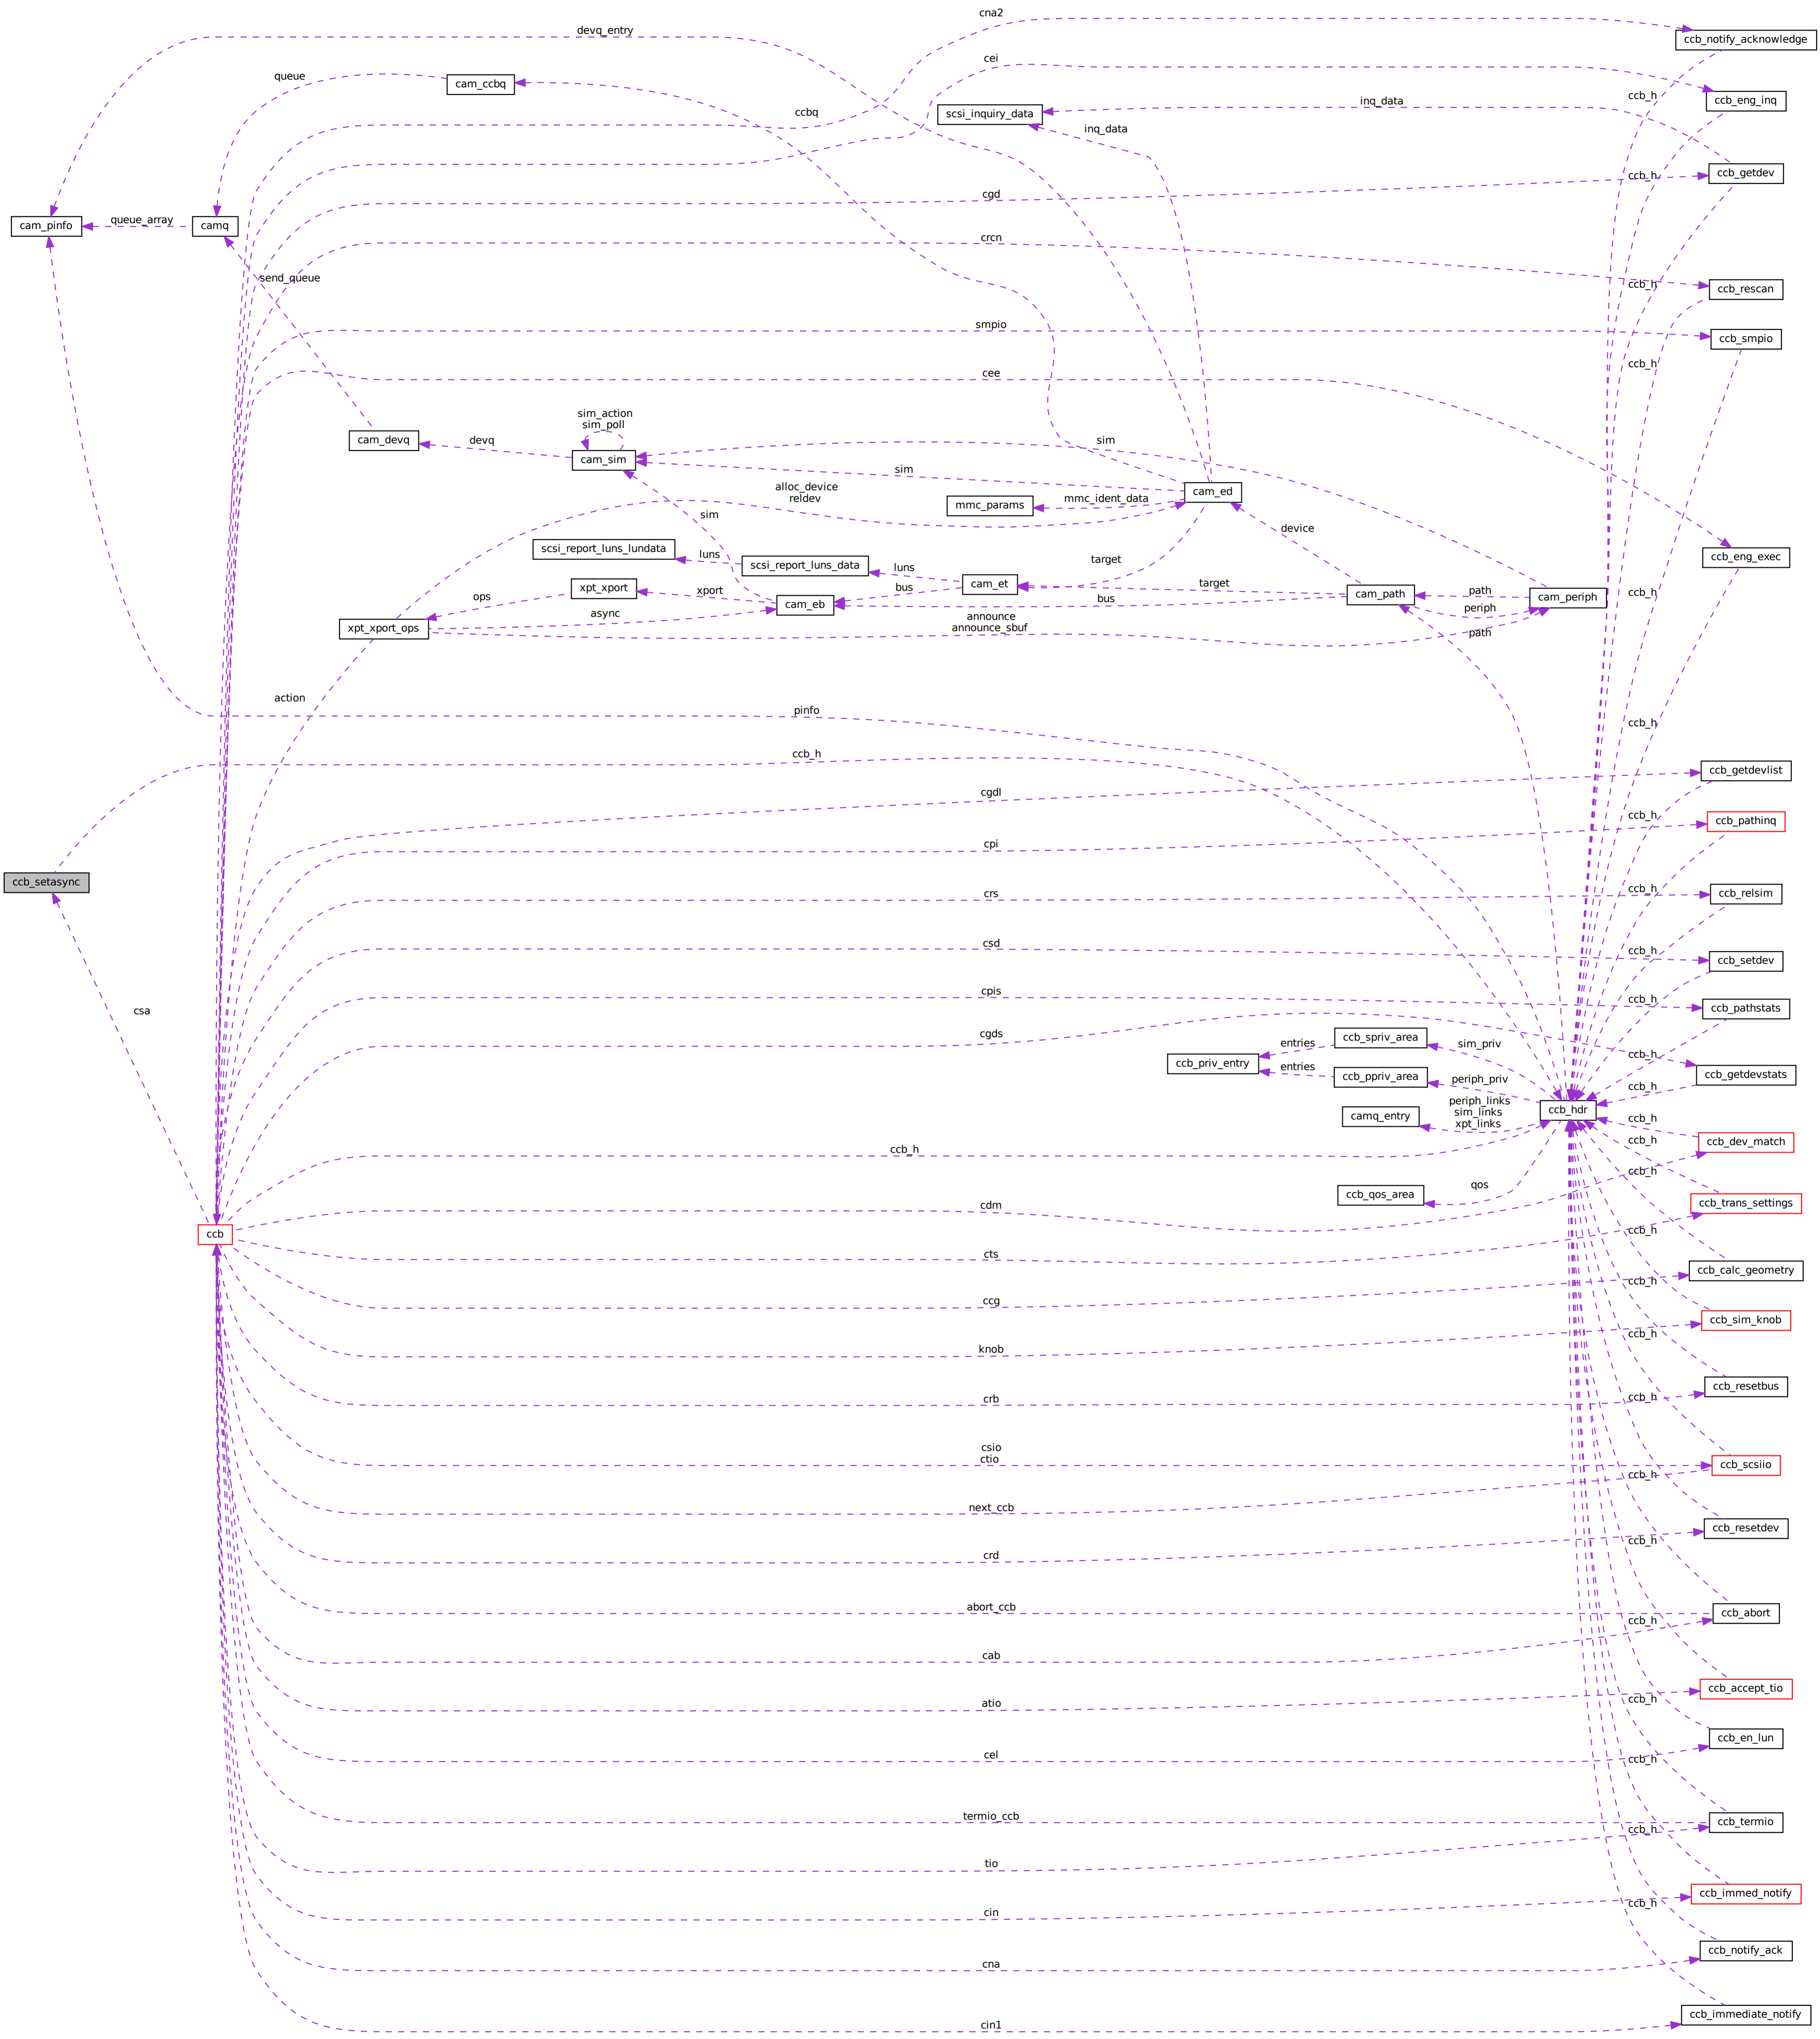 cna2
devq_entry
ccb_notify_acknowledge
cei
queue
cam_ccbq
ccb_h
inq_data
ccb_eng_inq
ccbq
scsi_inquiry_data
inq_data
ccb_getdev
ccb_h
cgd
queue_array
cam_pinfo
camq
crcn
send_queue
ccb_h
ccb_rescan
smpio
ccb_smpio
ccb_h
cee
sim_action
sim_poll
cam_devq
devq
sim
cam_sim
sim
ccb_eng_exec
alloc_device
reldev
cam_ed
mmc_ident_data
mmc_params
sim
device
scsi_report_luns_lundata
luns
scsi_report_luns_data
luns
target
cam_et
target
xpt_xport
xport
bus
ops
cam_eb
bus
cam_path
path
cam_periph
ccb_h
periph
async
announce
announce_sbuf
xpt_xport_ops
path
action
pinfo
ccb_h
ccb_h
cgdl
ccb_getdevlist
ccb_h
cpi
ccb_pathinq
ccb_setasync
crs
ccb_h
ccb_relsim
csd
ccb_h
ccb_setdev
cpis
ccb_h
ccb_pathstats
csa
cgds
sim_priv
ccb_spriv_area
entries
ccb_priv_entry
ccb_h
entries
ccb_ppriv_area
periph_priv
ccb_getdevstats
ccb_h
periph_links
sim_links
xpt_links
camq_entry
ccb_hdr
ccb_h
ccb_h
ccb_dev_match
ccb_h
ccb_h
qos
ccb_qos_area
ccb_trans_settings
cdm
ccb
ccb_h
cts
ccb_calc_geometry
ccb_h
ccg
ccb_sim_knob
ccb_h
knob
ccb_resetbus
ccb_h
crb
csio
ctio
ccb_scsiio
ccb_h
next_ccb
ccb_resetdev
ccb_h
crd
abort_ccb
ccb_abort
ccb_h
cab
ccb_accept_tio
ccb_h
atio
ccb_en_lun
ccb_h
cel
termio_ccb
ccb_termio
ccb_h
tio
ccb_immed_notify
ccb_h
cin
ccb_notify_ack
cna
ccb_immediate_notify
cin1